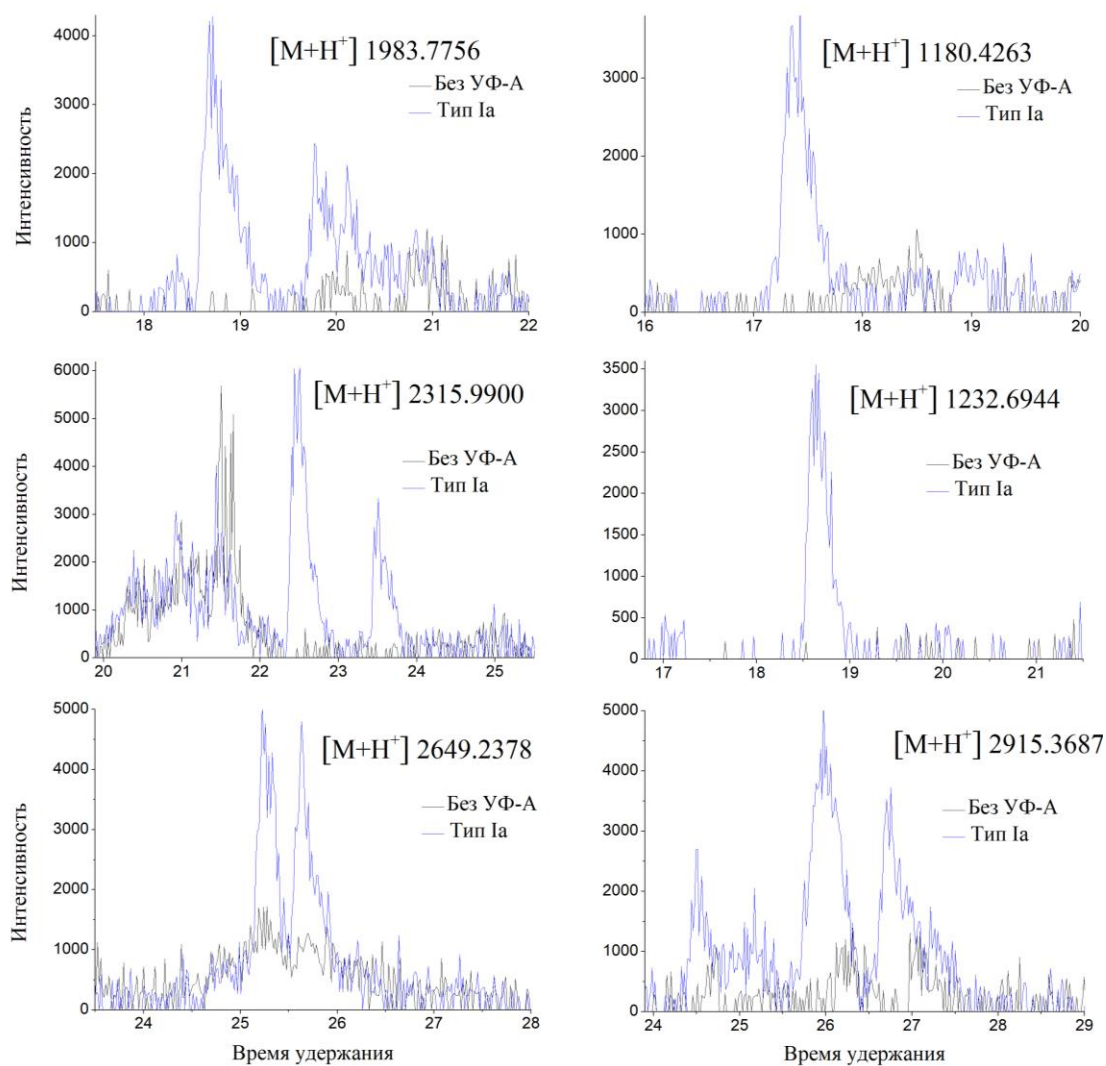 [M+H⁺] 1983.7756
Без УФ-А
Тип Ia
Интенсивность
4000
3000
2000
1000
0
18 19 20 21 22
[M+H⁺] 1180.4263
Без УФ-А
Тип Ia
3000
2000
1000
0
16 17 18 19 20
[M+H⁺] 2315.9900
Без УФ-А
Тип Ia
Интенсивность
6000
5000
4000
3000
2000
1000
0
20 21 22 23 24 25
[M+H⁺] 1232.6944
Без УФ-А
Тип Ia
3500
3000
2500
2000
1500
1000
500
0
17 18 19 20 21
[M+H⁺] 2649.2378
Без УФ-А
Тип Ia
Интенсивность
5000
4000
3000
2000
1000
0
24 25 26 27 28
Время удержания
[M+H⁺] 2915.3687
Без УФ-А
Тип Ia
5000
4000
3000
2000
1000
0
24 25 26 27 28 29
Время удержания